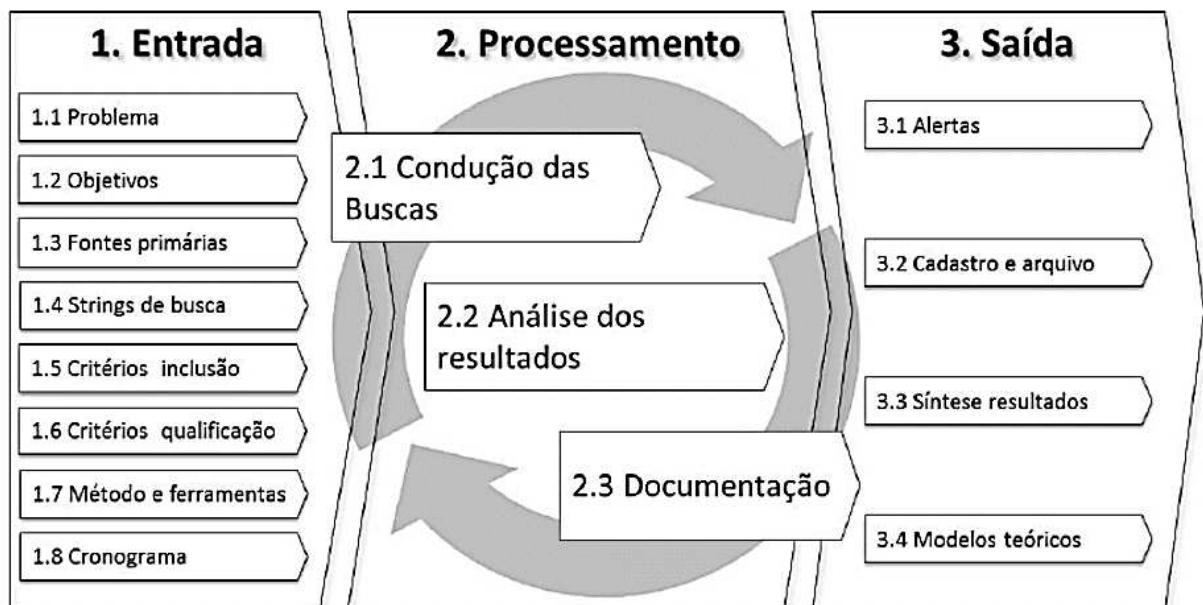 1. Entrada
1.1 Problema
1.2 Objetivos
1.3 Fontes primárias
1.4 Strings de busca
1.5 Critérios inclusão
1.6 Critérios qualificação
1.7 Método e ferramentas
1.8 Cronograma
2. Processamento
2.1 Condução das
Buscas
2.2 Análise dos
resultados
2.3 Documentação
3. Saída
3.1 Alertas
3.2 Cadastro e arquivo
3.3 Síntese resultados
3.4 Modelos teóricos